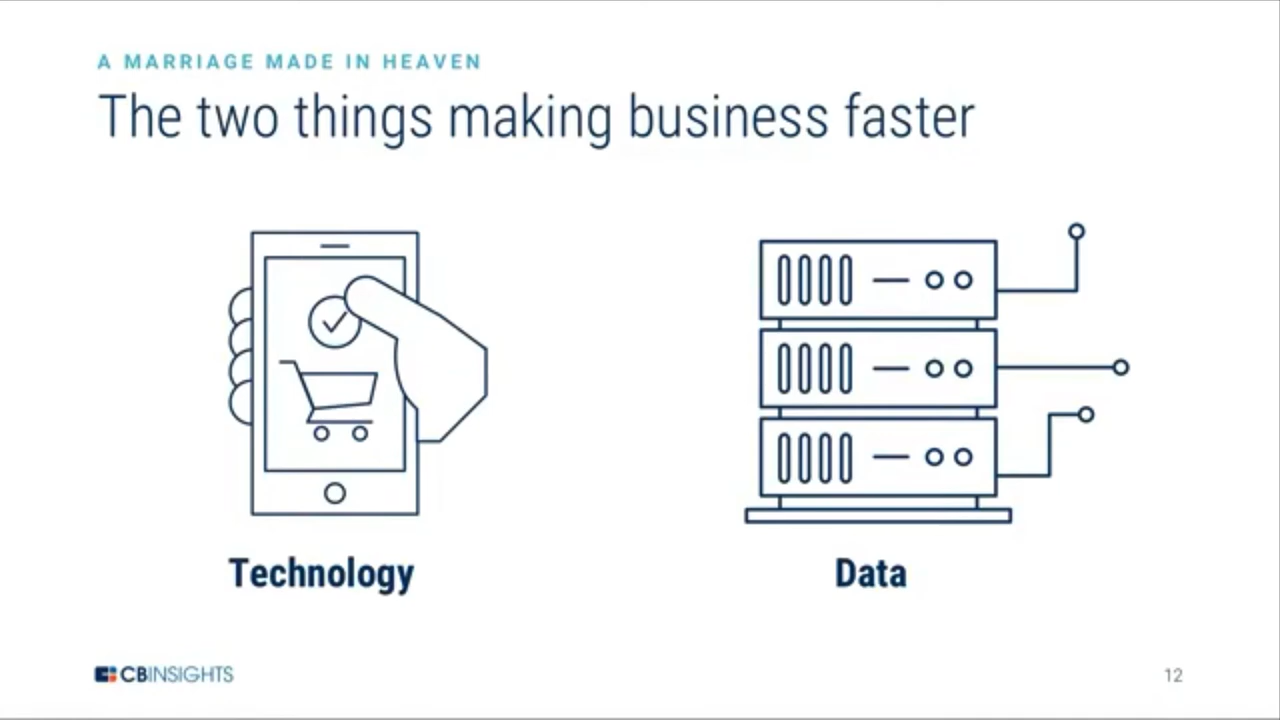 A MARRIAGE MADE IN HEAVEN
The two things making business faster
Technology
Data
CBINSIGHTS
12